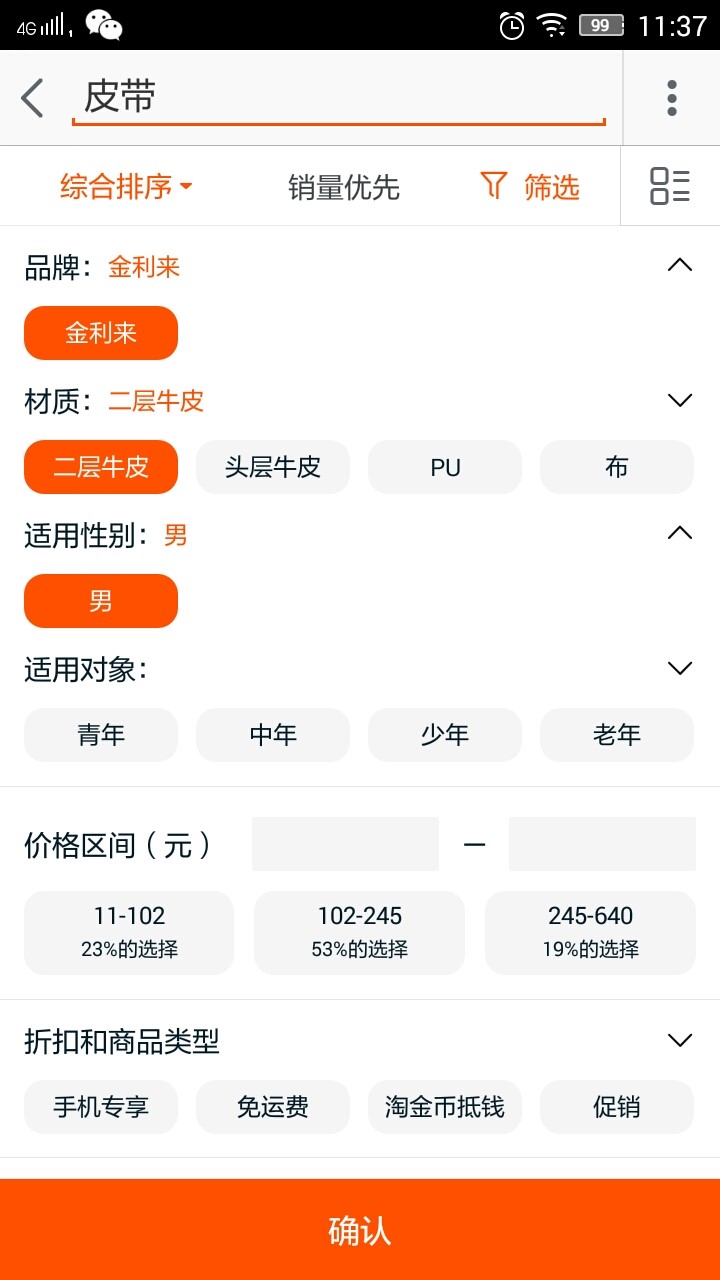 4G 99 11:37
皮带
综合排序 销量优先 筛选
品牌：金利来
金利来
材质：二层牛皮
二层牛皮 头层牛皮 PU 布
适用性别：男
男
适用对象：
青年 中年 少年 老年
价格区间（元） —
11-102 102-245 245-640
23%的选择 53%的选择 19%的选择
折扣和商品类型
手机专享 免运费 淘金币抵钱 促销
确认